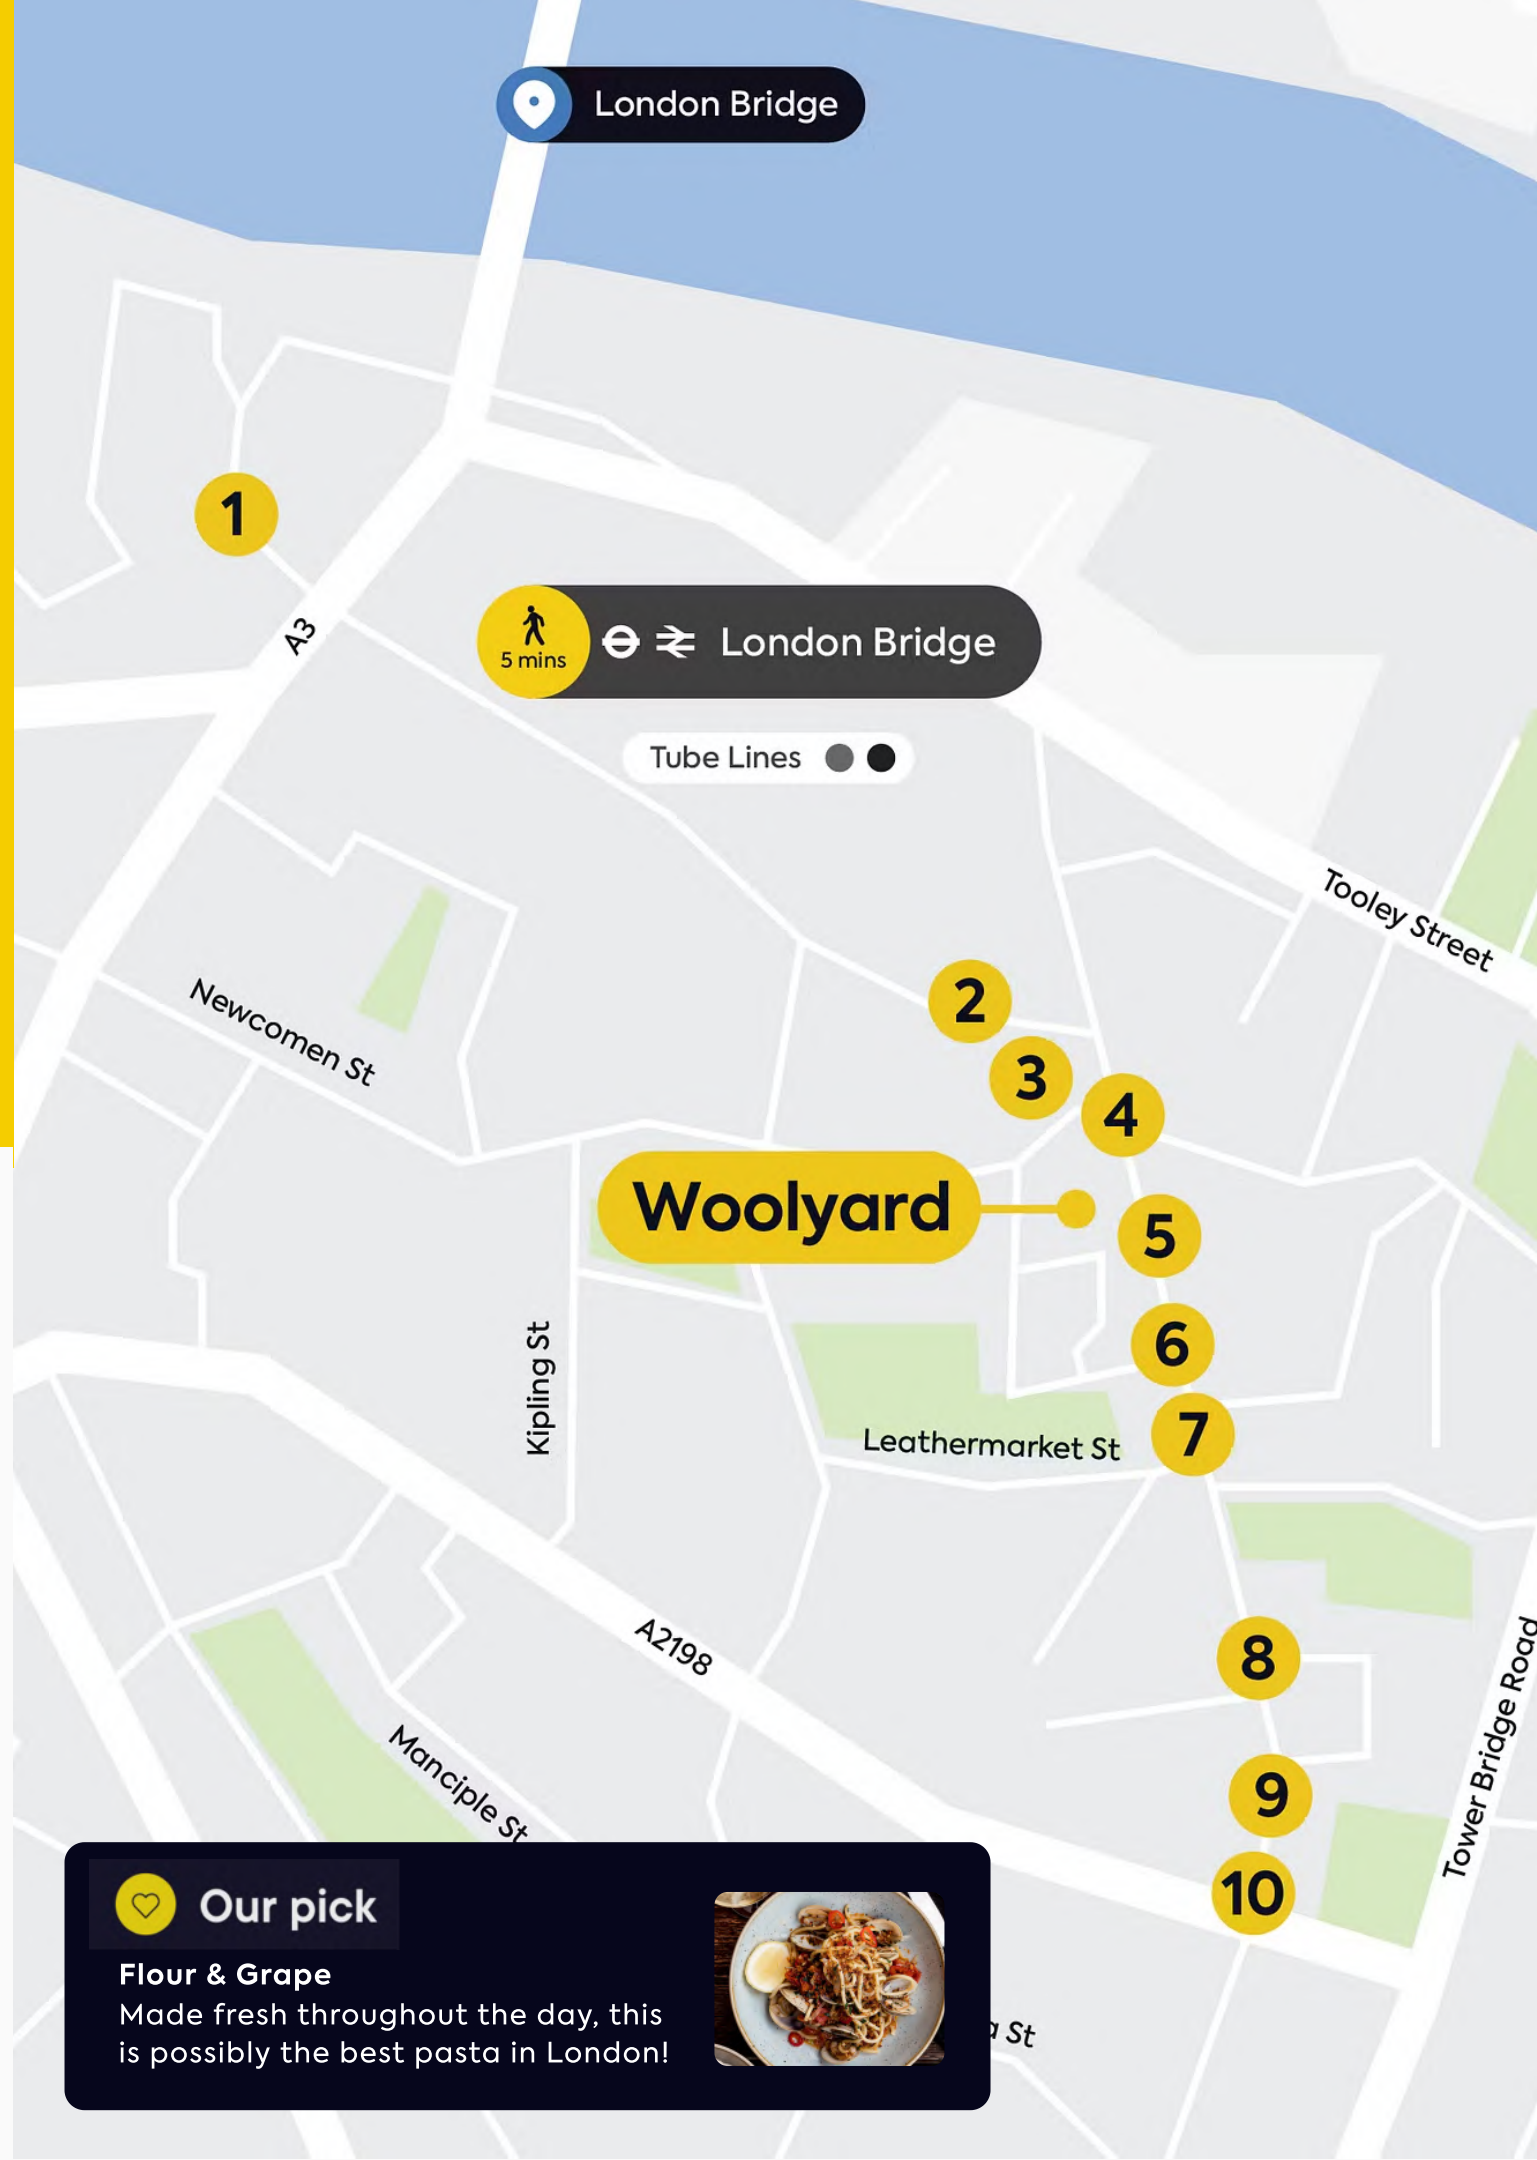 London Bridge
1
A3
5 mins
London Bridge
Tube Lines
Tooley Street
2
Newcomen St
3
4
Woolyard
5
6
Kipling St
7
Leathermarket St
8
A2198
Tower Bridge Road
Manciple St
9
10
Our pick
Flour & Grape
Made fresh throughout the day, this
is possibly the best pasta in London!
St